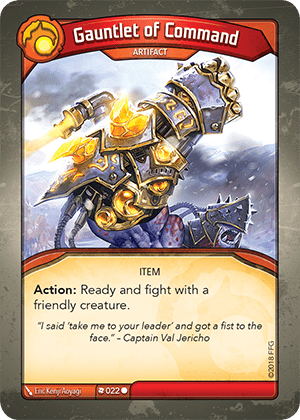 Gauntlet of Command
ARTIFACT
ITEM
Action: Ready and fight with a
friendly creature.
"I said 'take me to your leader' and got a fist to the
face." – Captain Val Jericho
Eric Kenji Aoyagi
022
©2018 FFG